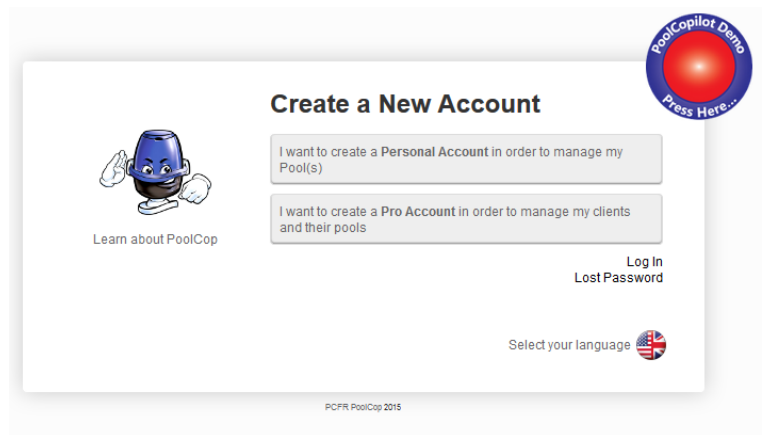 PoolCopilot Demo
Press Here...
Create a New Account
I want to create a Personal Account in order to manage my
Pool(s)
I want to create a Pro Account in order to manage my clients
and their pools
Learn about PoolCop
Log In
Lost Password
Select your language
PCFR PoolCop 2015